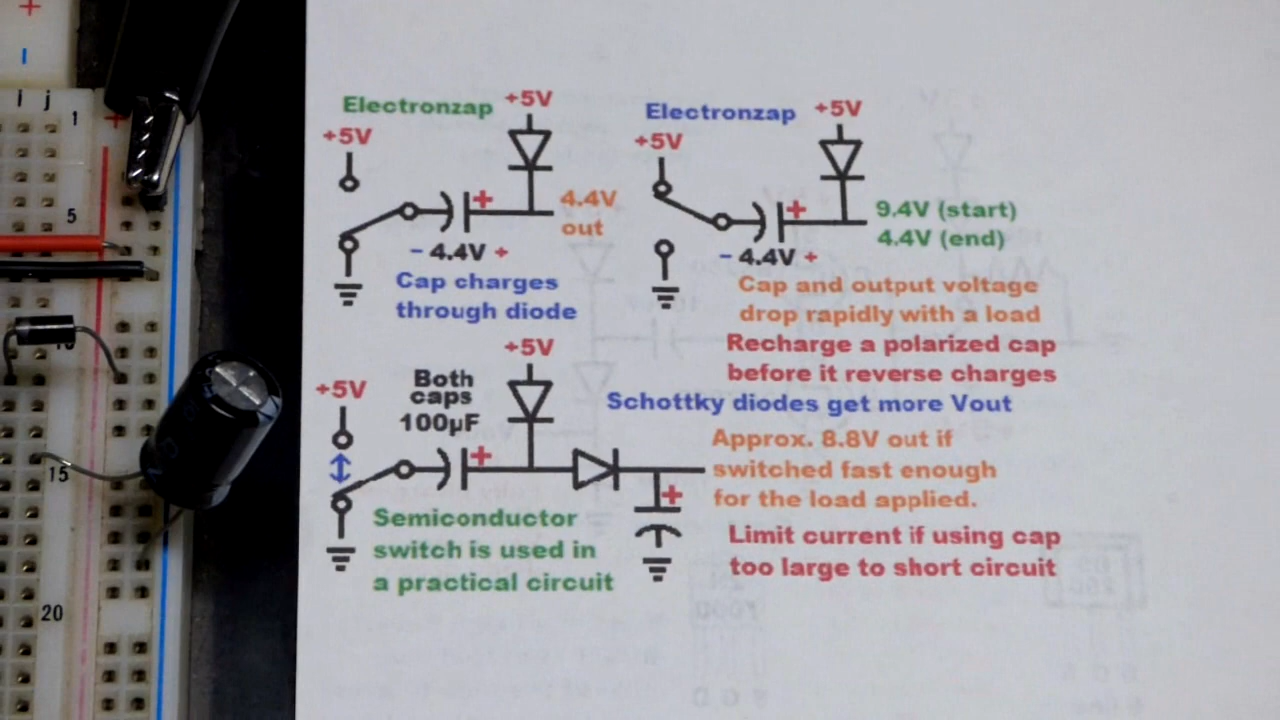 +
i j
1
+
5
10
15
20
Electronzap
+5V
+5V
+
4.4V
out
- 4.4V +
Cap charges
through diode
Electronzap
+5V
+5V
+
9.4V (start)
4.4V (end)
- 4.4V +
Cap and output voltage
drop rapidly with a load
Recharge a polarized cap
before it reverse charges
Schottky diodes get more Vout
+5V
+5V
Both
caps
100µF
+
+
Approx. 8.8V out if
switched fast enough
for the load applied.
Semiconductor
switch is used in
a practical circuit
Limit current if using cap
too large to short circuit